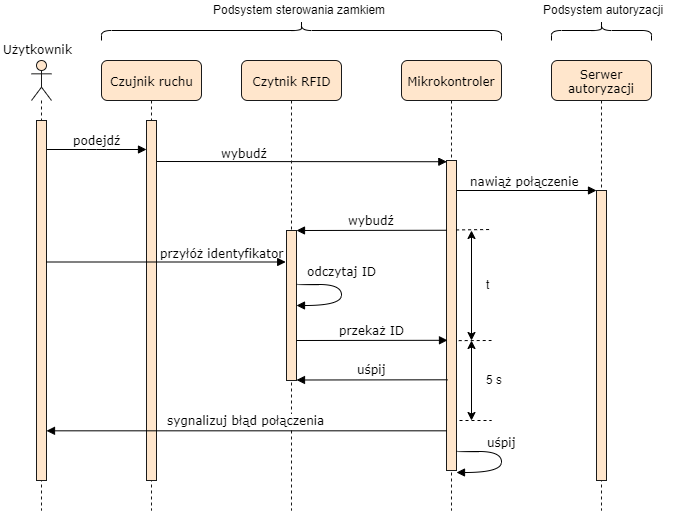 Podsystem sterowania zamkiem
Podsystem autoryzacji
Użytkownik
Czujnik ruchu
Czytnik RFID
Mikrokontroler
Serwer
autoryzacji
podejdź
wybudź
nawiąż połączenie
wybudź
przyłóż identyfikator
odczytaj ID
t
przekaż ID
uśpij
5 s
sygnalizuj błąd połączenia
uśpij